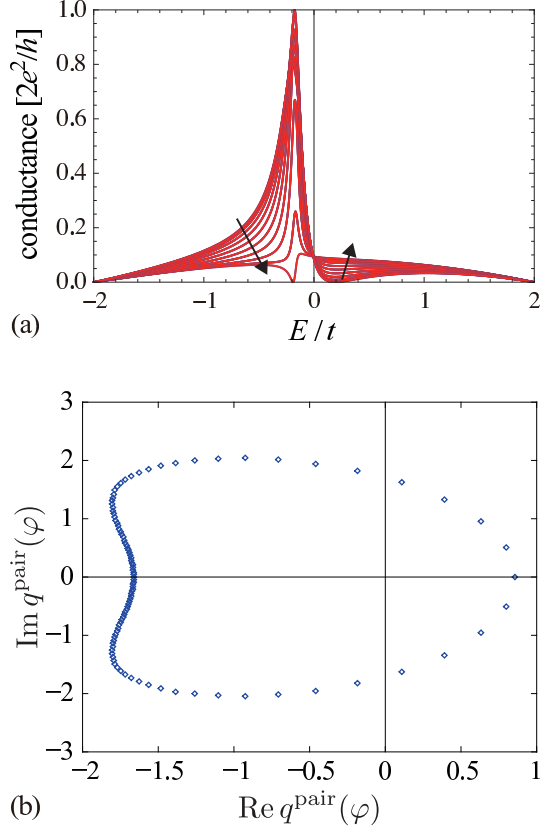 1.0
0.8
0.6
0.4
0.2
0.0
conductance [2e²/h]
−2 −1 0 1 2
E / t
(a)
3
2
1
0
−1
−2
−3
Im q^pair(φ)
−2 −1.5 −1 −0.5 0 0.5 1
Re q^pair(φ)
(b)